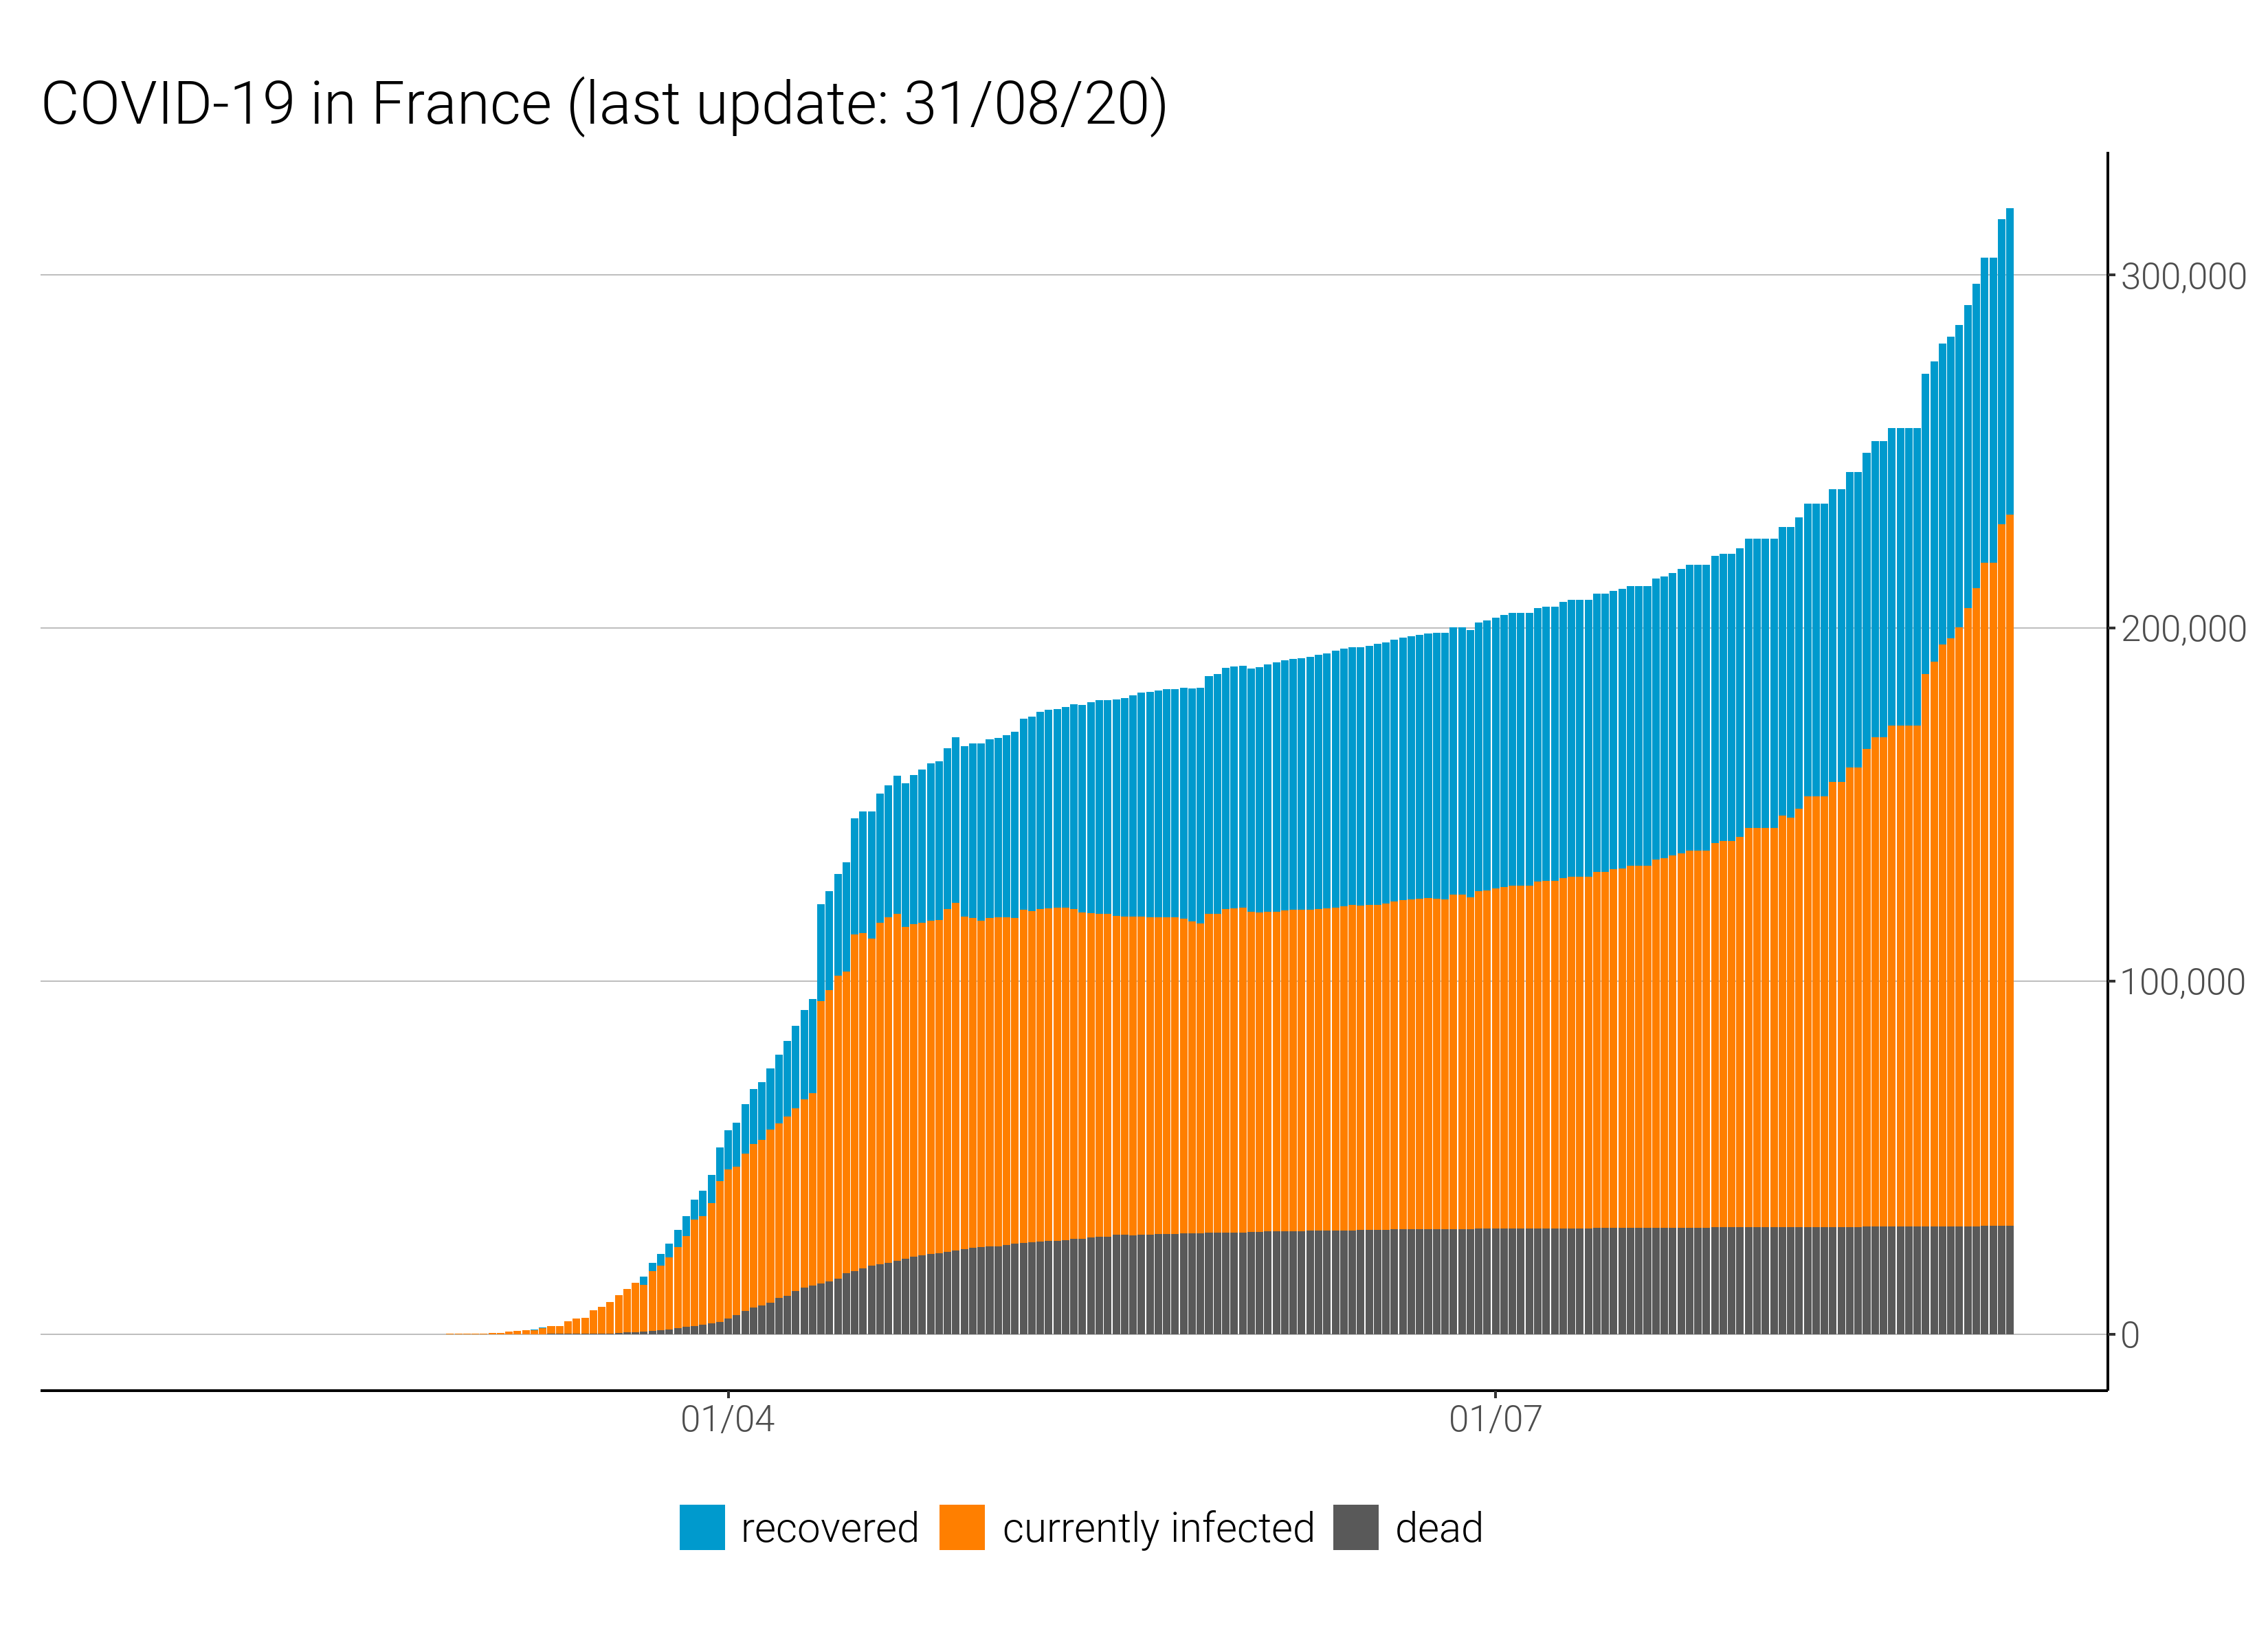 COVID-19 in France (last update: 31/08/20)
300,000
200,000
100,000
0
01/04 01/07
recovered currently infected dead